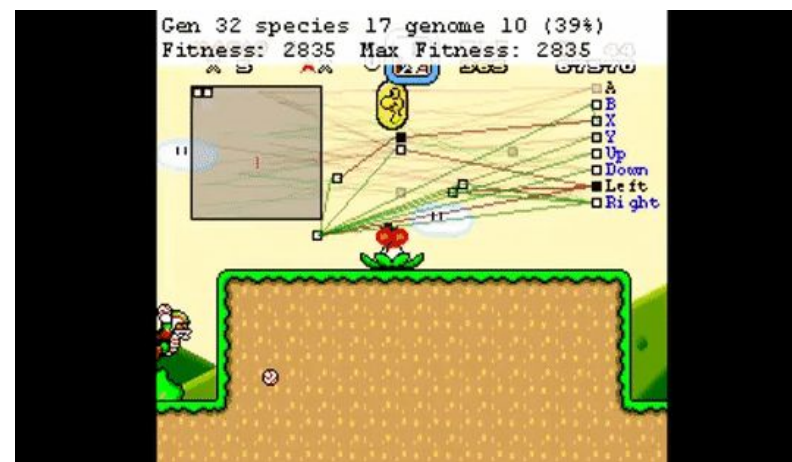 Gen 32 species 17 genome 10 (39%)
Fitness: 2835 Max Fitness: 2835
A
B
X
Y
Up
Down
Left
Right